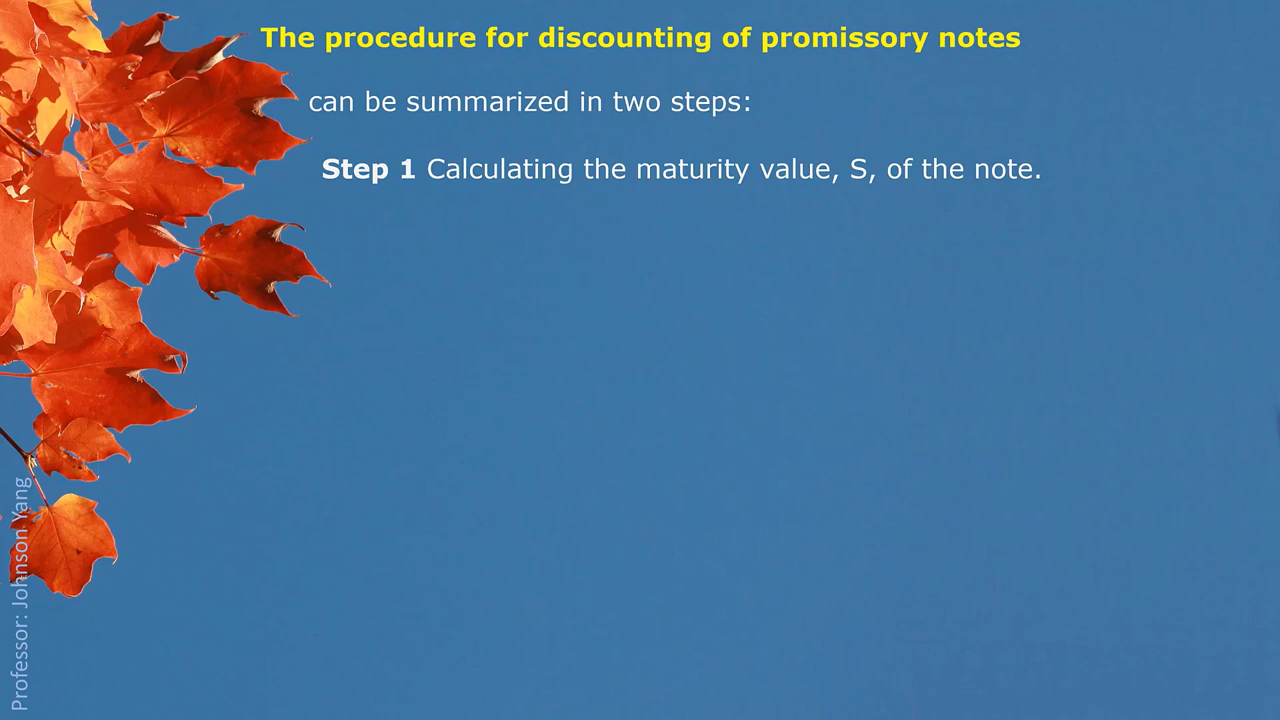 The procedure for discounting of promissory notes
can be summarized in two steps:
Step 1 Calculating the maturity value, S, of the note.
Professor: Johnson Yang